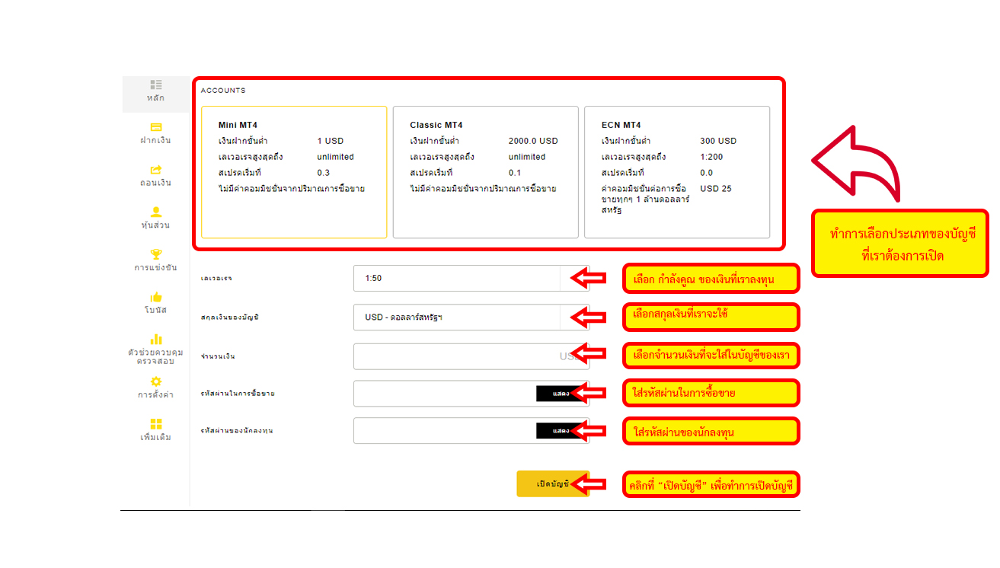 หลัก
ฝากเงิน
ถอนเงิน
หุ้นส่วน
การแข่งขัน
โบนัส
ตัวช่วยควบคุม
ตรวจสอบ
การตั้งค่า
เพิ่มเติม
ACCOUNTS
Mini MT4
เงินฝากขั้นต่ำ 1 USD
เลเวอเรจสูงสุดถึง unlimited
สเปรดเริ่มที่ 0.3
ไม่มีค่าคอมมิชชันจากปริมาณการซื้อขาย
Classic MT4
เงินฝากขั้นต่ำ 2000.0 USD
เลเวอเรจสูงสุดถึง unlimited
สเปรดเริ่มที่ 0.1
ไม่มีค่าคอมมิชชันจากปริมาณการซื้อขาย
ECN MT4
เงินฝากขั้นต่ำ 300 USD
เลเวอเรจสูงสุดถึง 1:200
สเปรดเริ่มที่ 0.0
ค่าคอมมิชชันต่อการซื้อ USD 25
ขายทุกๆ 1 ล้านดอลลาร์
สหรัฐ
ทำการเลือกประเภทของบัญชี
ที่เราต้องการเปิด
เลเวอเรจ 1:50 เลือก กำลังคูณ ของเงินที่เราลงทุน
สกุลเงินของบัญชี USD - ดอลลาร์สหรัฐฯ เลือกสกุลเงินที่เราจะใช้
จำนวนเงิน USD เลือกจำนวนเงินที่จะใส่ในบัญชีของเรา
รหัสผ่านในการซื้อขาย แสดง ใส่รหัสผ่านในการซื้อขาย
รหัสผ่านของนักลงทุน แสดง ใส่รหัสผ่านของนักลงทุน
เปิดบัญชี คลิกที่ “เปิดบัญชี” เพื่อทำการเปิดบัญชี